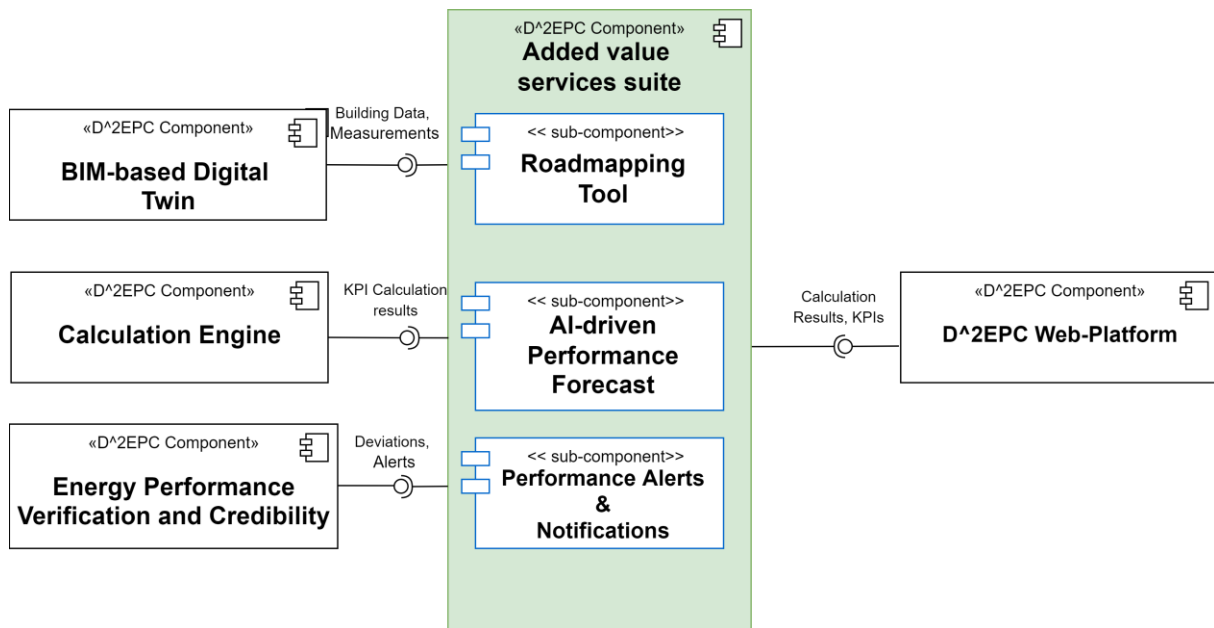 «D^2EPC Component»
Added value
services suite
«D^2EPC Component»
BIM-based Digital
Twin
Building Data,
Measurements
<< sub-component>>
Roadmapping
Tool
«D^2EPC Component»
Calculation Engine
KPI Calculation
results
<< sub-component>>
AI-driven
Performance
Forecast
Calculation
Results, KPIs
«D^2EPC Component»
D^2EPC Web-Platform
«D^2EPC Component»
Energy Performance
Verification and Credibility
Deviations,
Alerts
<< sub-component>>
Performance Alerts
&
Notifications